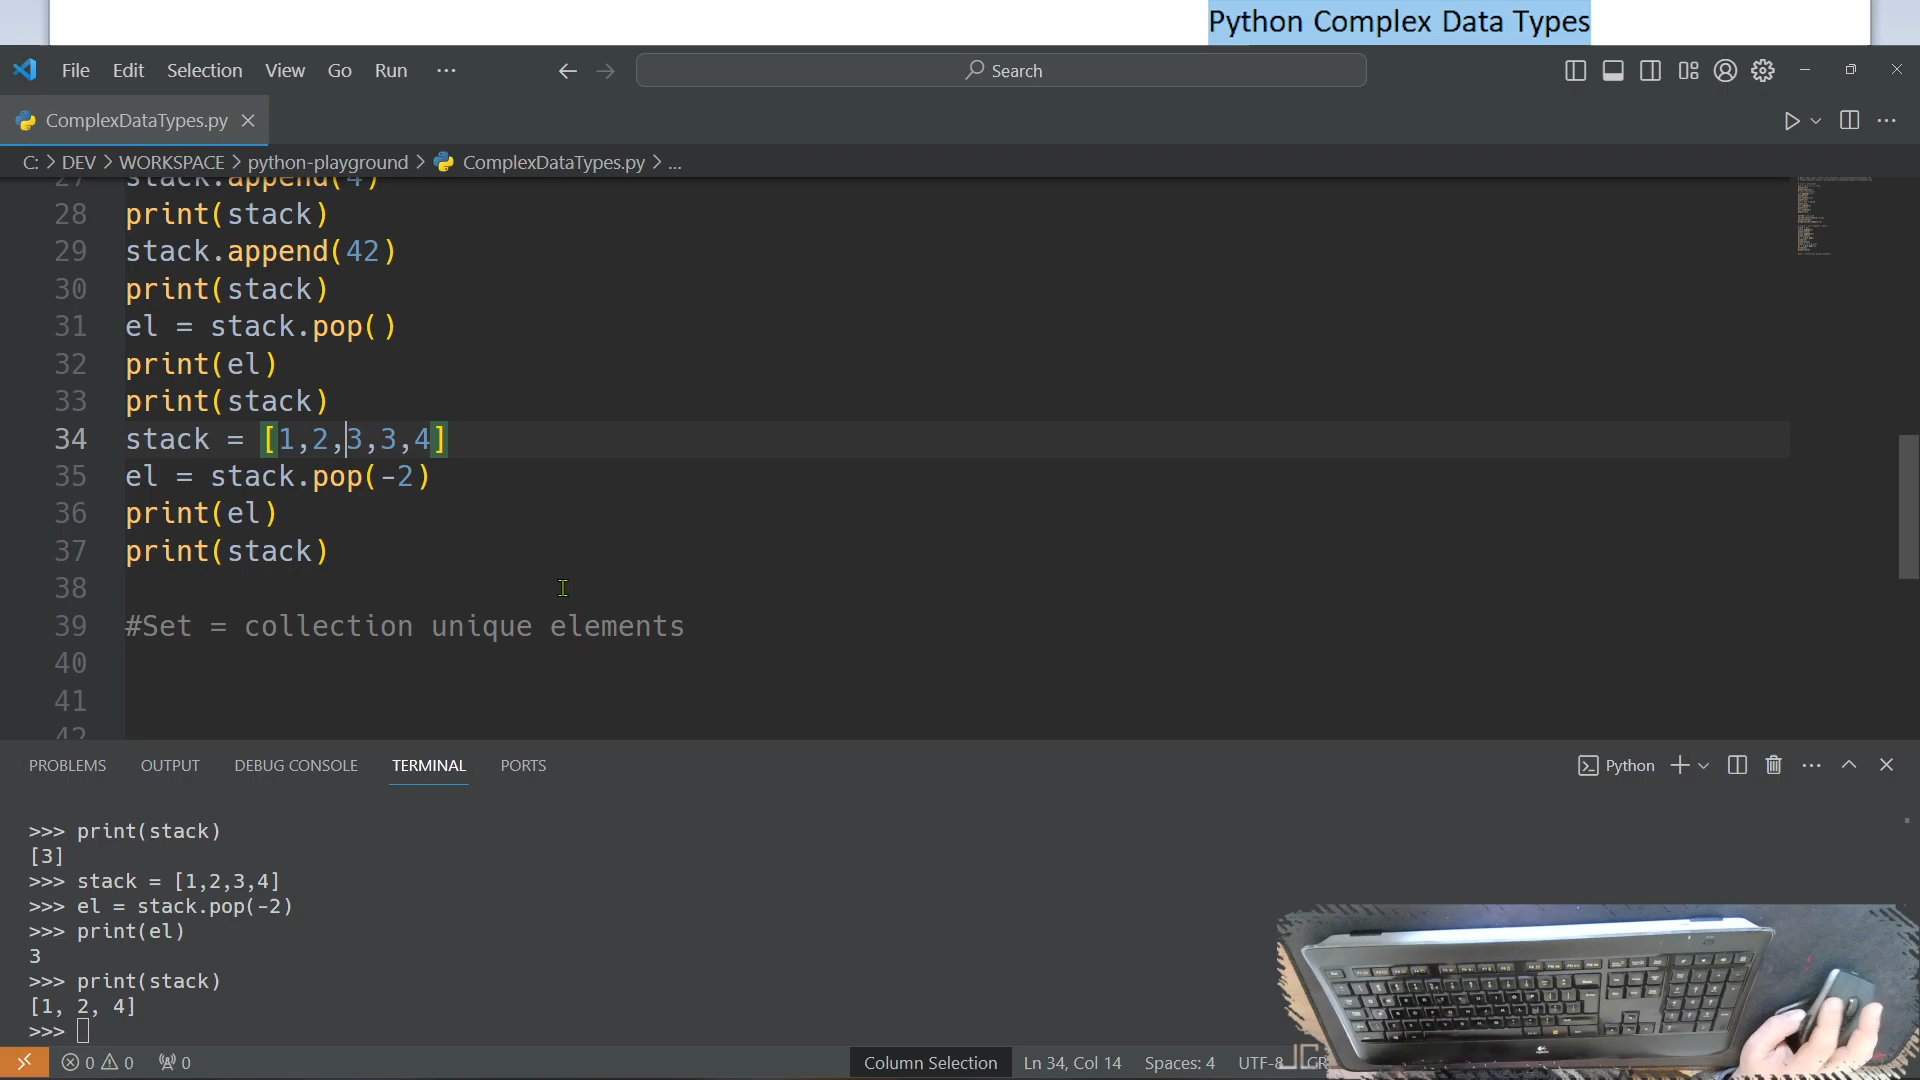 Python Complex Data Types
File Edit Selection View Go Run ···
Search
ComplexDataTypes.py
C: > DEV > WORKSPACE > python-playground > ComplexDataTypes.py > ...
27 stack.append(4)
28 print(stack)
29 stack.append(42)
30 print(stack)
31 el = stack.pop()
32 print(el)
33 print(stack)
34 stack = [1,2,3,3,4]
35 el = stack.pop(-2)
36 print(el)
37 print(stack)
38
39 #Set = collection unique elements
40
41
42
PROBLEMS OUTPUT DEBUG CONSOLE TERMINAL PORTS
Python
>>> print(stack)
[3]
>>> stack = [1,2,3,4]
>>> el = stack.pop(-2)
>>> print(el)
3
>>> print(stack)
[1, 2, 4]
>>>
0 0 0
Column Selection Ln 34, Col 14 Spaces: 4 UTF-8